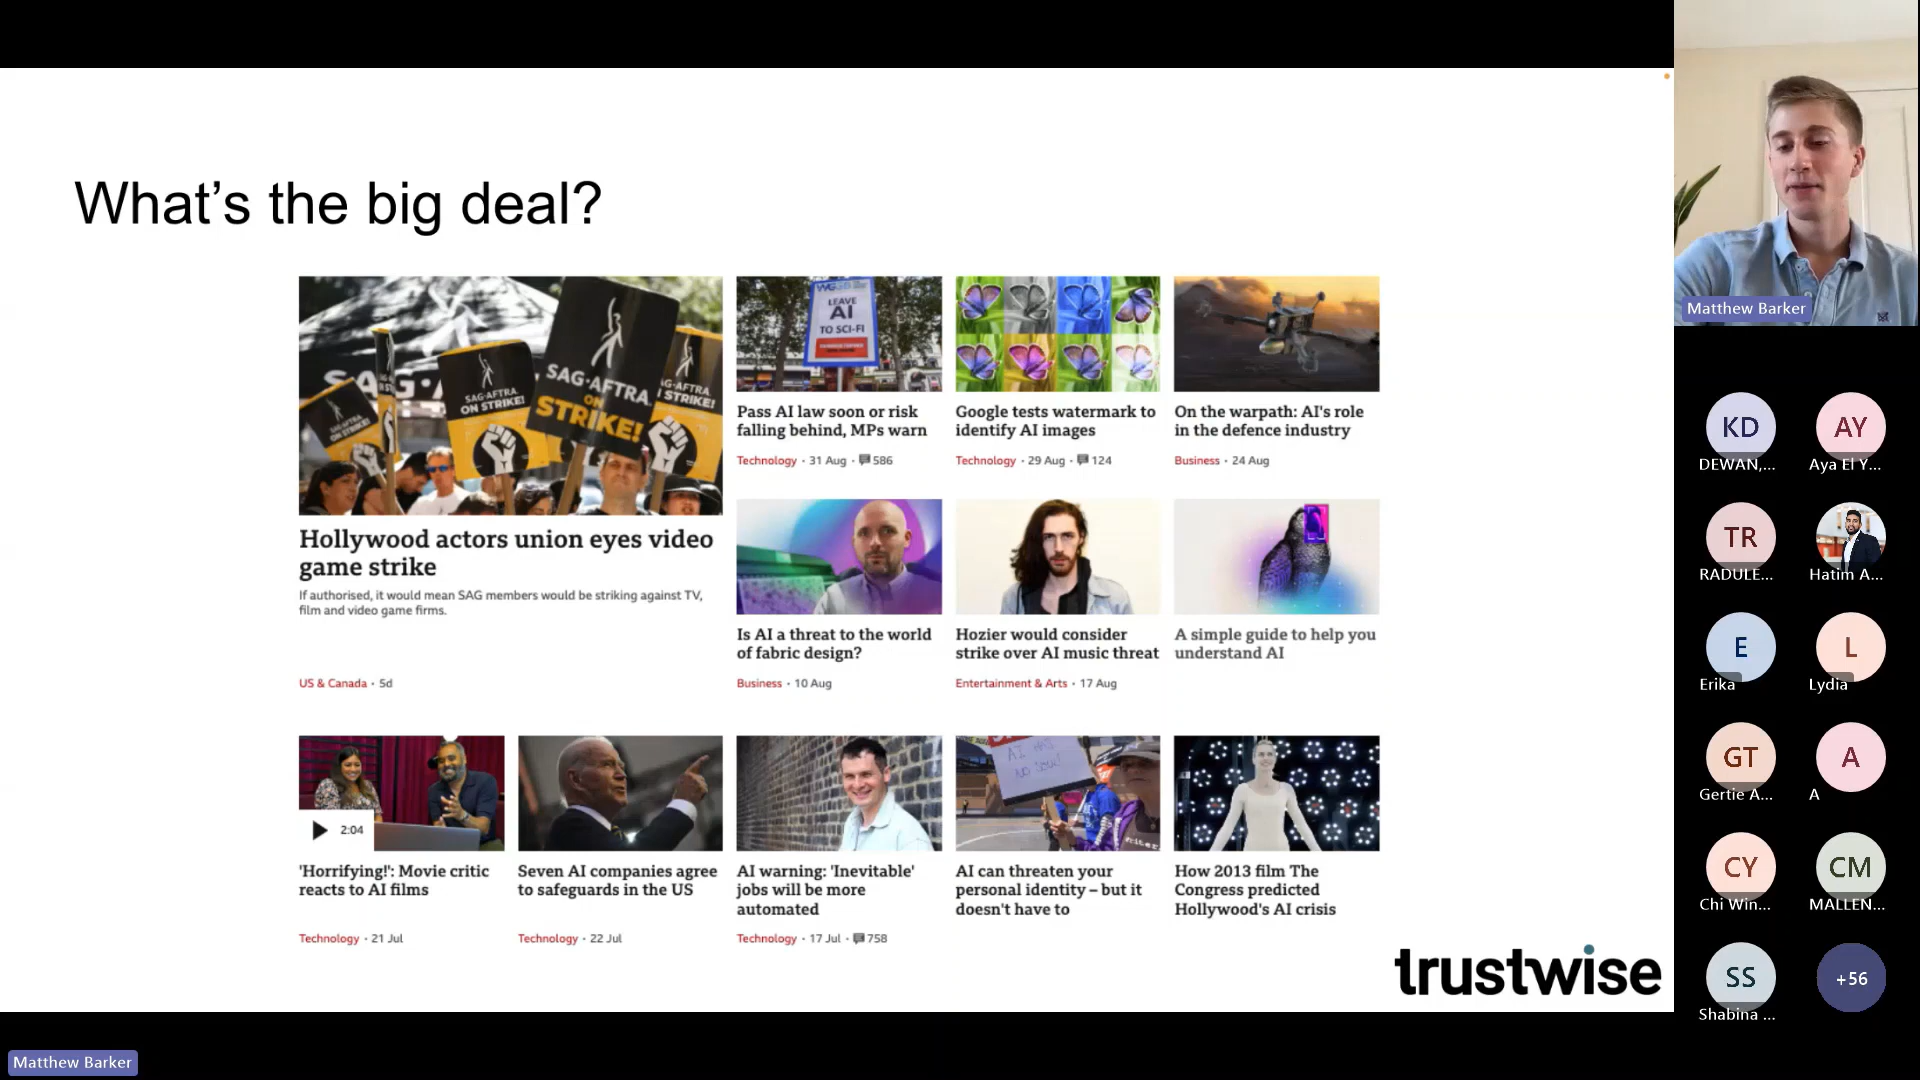 What's the big deal?
SAG-AFTRA
ON STRIKE!
SAG-AFTRA
ON
STRIKE!
LEAVE
AI
TO SCI-FI
Hollywood actors union eyes video
game strike
If authorised, it would mean SAG members would be striking against TV,
film and video game firms.
US & Canada · 5d
Pass AI law soon or risk
falling behind, MPs warn
Technology · 31 Aug · 586
Google tests watermark to
identify AI images
Technology · 29 Aug · 124
On the warpath: AI's role
in the defence industry
Business · 24 Aug
Is AI a threat to the world
of fabric design?
Business · 10 Aug
Hozier would consider
strike over AI music threat
Entertainment & Arts · 17 Aug
A simple guide to help you
understand AI
2:04
'Horrifying!': Movie critic
reacts to AI films
Technology · 21 Jul
Seven AI companies agree
to safeguards in the US
Technology · 22 Jul
AI warning: 'Inevitable'
jobs will be more
automated
Technology · 17 Jul · 758
AI can threaten your
personal identity – but it
doesn't have to
How 2013 film The
Congress predicted
Hollywood's AI crisis
trustwise
Matthew Barker
KD
DEWAN,...
AY
Aya El Y...
TR
RADULE...
Hatim A...
E
Erika
L
Lydia
GT
Gertie A...
A
A
CY
Chi Win...
CM
MALLEN...
SS
Shabina ...
+56
Matthew Barker